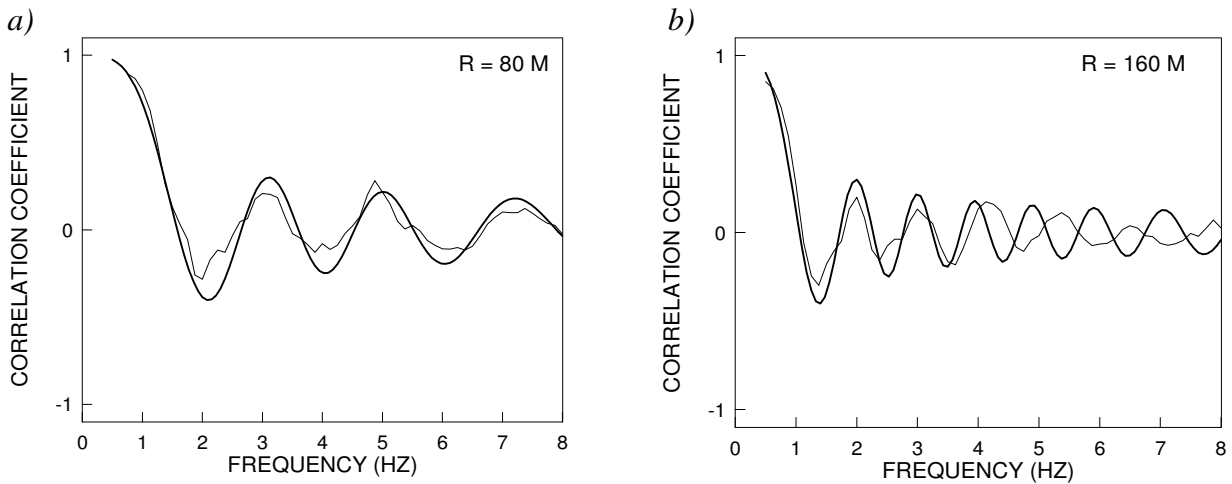 a)
R = 80 M
CORRELATION COEFFICIENT
1
0
-1
0 1 2 3 4 5 6 7 8
FREQUENCY (HZ)
b)
R = 160 M
CORRELATION COEFFICIENT
1
0
-1
0 1 2 3 4 5 6 7 8
FREQUENCY (HZ)